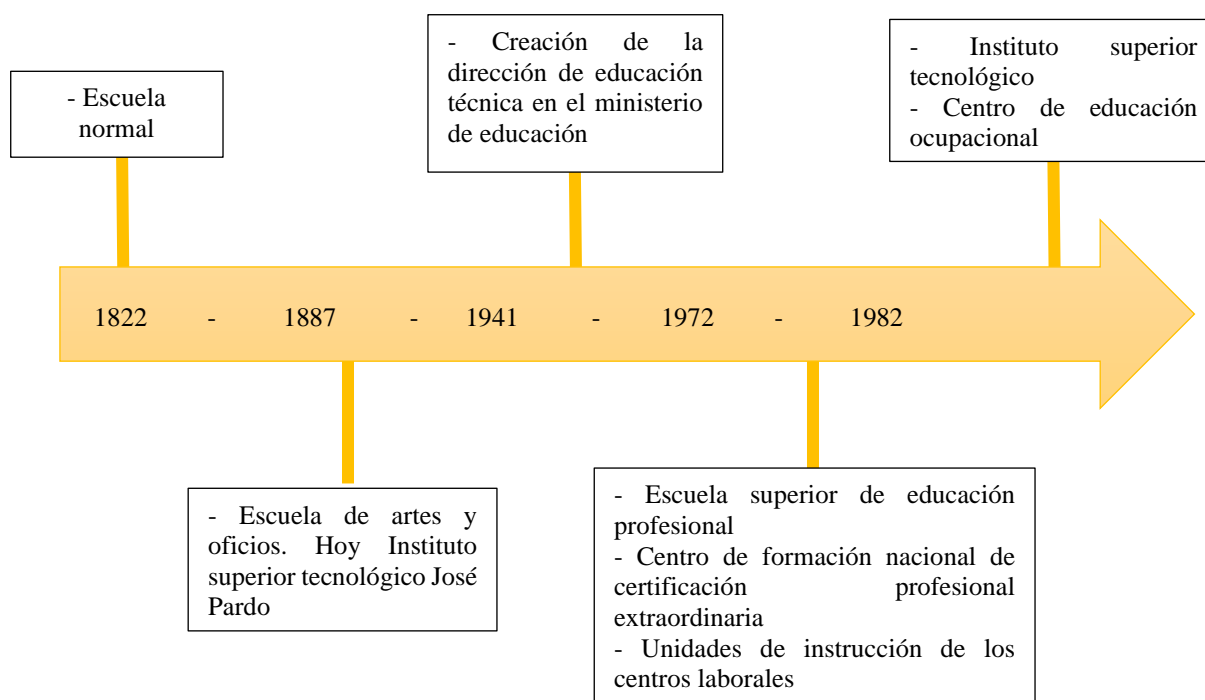 - Escuela
normal
- Creación de la
dirección de educación
técnica en el ministerio
de educación
- Instituto superior
tecnológico
- Centro de educación
ocupacional
1822 - 1887 - 1941 - 1972 - 1982
- Escuela de artes y
oficios. Hoy Instituto
superior tecnológico José
Pardo
- Escuela superior de educación
profesional
- Centro de formación nacional de
certificación profesional
extraordinaria
- Unidades de instrucción de los
centros laborales